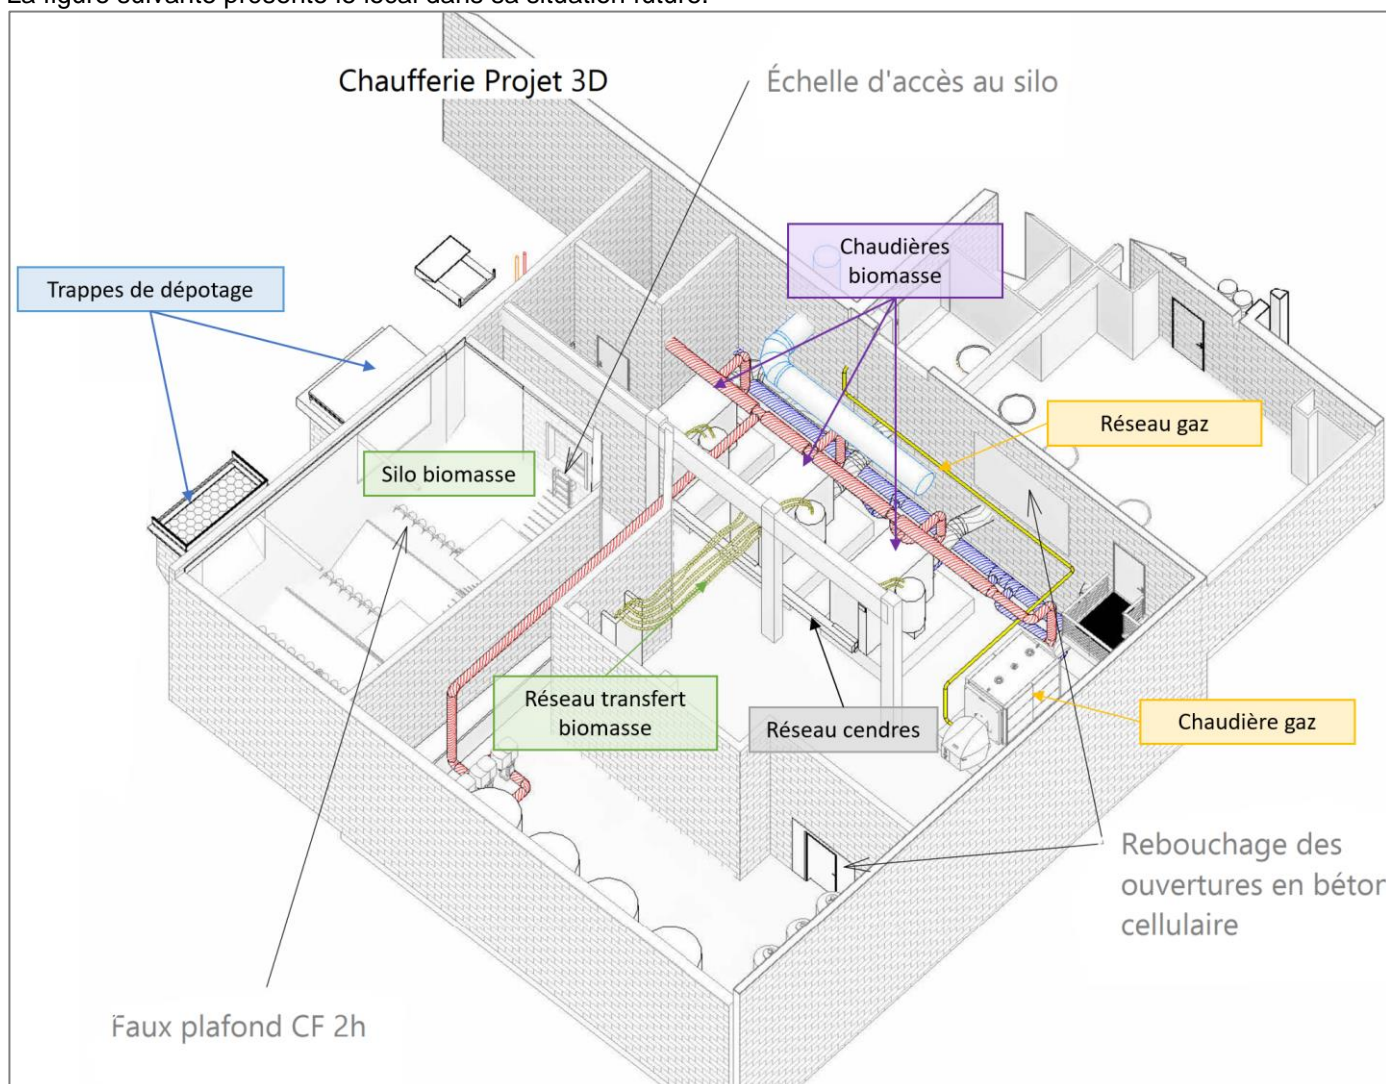 La figure suivante présente le local dans sa situation future.
Chaufferie Projet 3D
Échelle d'accès au silo
Chaudières
biomasse
Trappes de dépotage
Réseau gaz
Silo biomasse
Réseau transfert
biomasse
Réseau cendres
Chaudière gaz
Rebouchage des
ouvertures en béton
cellulaire
Faux plafond CF 2h